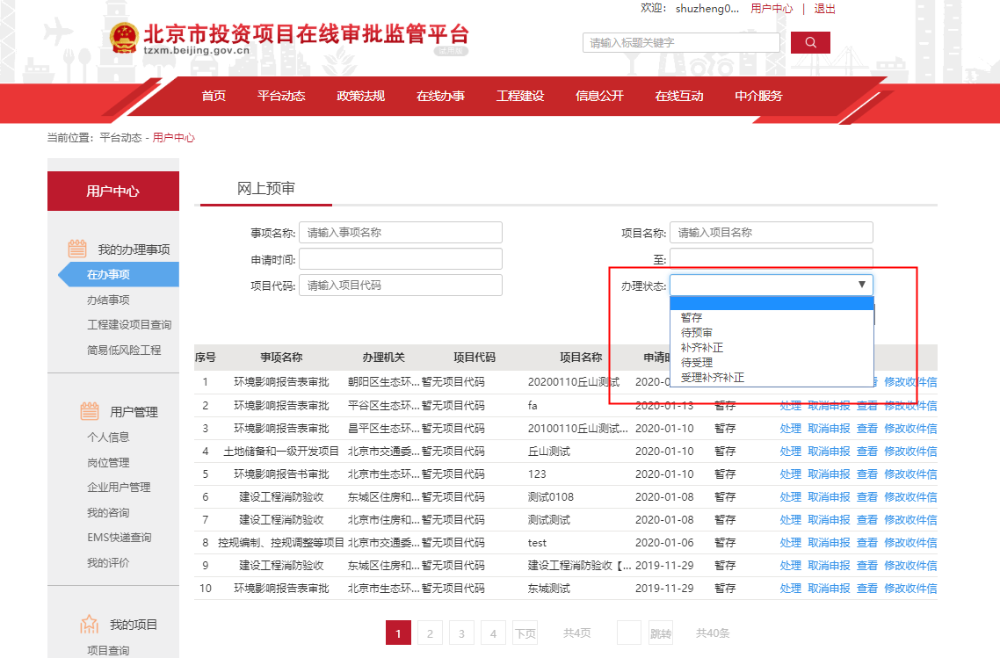 欢迎: shuzheng0... 用户中心 | 退出
北京市投资项目在线审批监管平台
tzxm.beijing.gov.cn
试用版
请输入标题关键字
首页 平台动态 政策法规 在线办事 工程建设 信息公开 在线互动 中介服务
当前位置: 平台动态 - 用户中心
用户中心
我的办理事项
在办事项
办结事项
工程建设项目查询
简易低风险工程
用户管理
个人信息
岗位管理
企业用户管理
我的咨询
EMS快递查询
我的评价
我的项目
项目查询
网上预审
事项名称: 请输入事项名称 项目名称: 请输入项目名称
申请时间: 至:
项目代码: 请输入项目代码 办理状态: ▼
暂存
待预审
补齐补正
待受理
受理补齐补正
序号 事项名称 办理机关 项目代码 项目名称 申请时
1 环境影响报告表审批 朝阳区生态环... 暂无项目代码 20200110丘山测试 2020-0 看 修改收件信
2 环境影响报告表审批 平谷区生态环... 暂无项目代码 fa 2020-01-13 暂存 处理 取消申报 查看 修改收件信
3 环境影响报告表审批 昌平区生态环... 暂无项目代码 20100110丘山测试... 2020-01-10 暂存 处理 取消申报 查看 修改收件信
4 土地储备和一级开发项目 北京市交通委... 暂无项目代码 丘山测试 2020-01-10 暂存 处理 取消申报 查看 修改收件信
5 环境影响报告书审批 北京市生态环... 暂无项目代码 123 2020-01-10 暂存 处理 取消申报 查看 修改收件信
6 建设工程消防验收 东城区住房和... 暂无项目代码 测试0108 2020-01-08 暂存 处理 取消申报 查看 修改收件信
7 建设工程消防验收 东城区住房和... 暂无项目代码 测试测试 2020-01-08 暂存 处理 取消申报 查看 修改收件信
8 控规编制、控规调整等项目 北京市交通委... 暂无项目代码 test 2020-01-06 暂存 处理 取消申报 查看 修改收件信
9 建设工程消防验收 东城区住房和... 暂无项目代码 建设工程消防验收【... 2019-11-29 暂存 处理 取消申报 查看 修改收件信
10 环境影响报告表审批 北京市生态环... 暂无项目代码 东城测试 2019-11-29 暂存 处理 取消申报 查看 修改收件信
1 2 3 4 下页 共4页 跳转 共40条